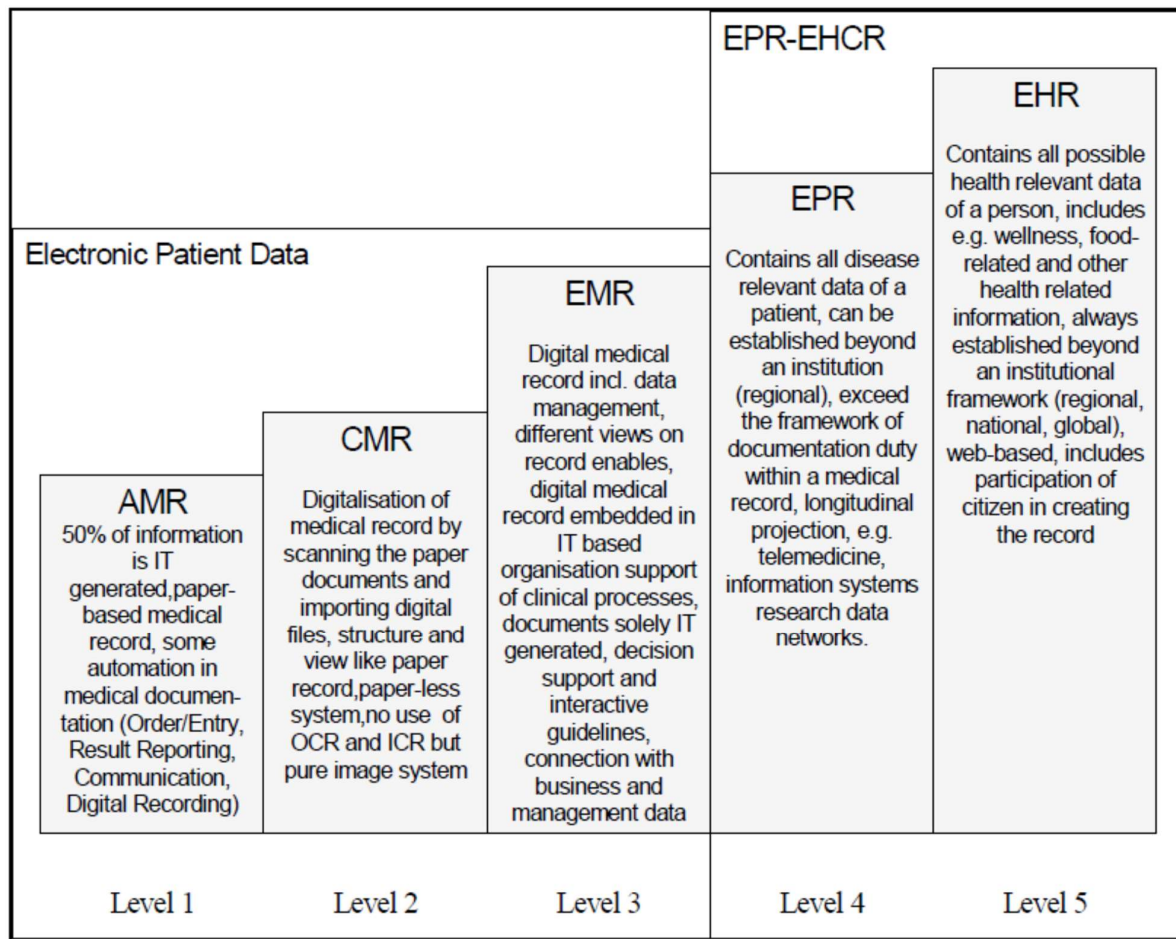 Electronic Patient Data
AMR
50% of information
is IT
generated,paper-
based medical
record, some
automation in
medical documen-
tation (Order/Entry,
Result Reporting,
Communication,
Digital Recording)
CMR
Digitalisation of
medical record by
scanning the paper
documents and
importing digital
files, structure and
view like paper
record,paper-less
system,no use of
OCR and ICR but
pure image system
EMR
Digital medical
record incl. data
management,
different views on
record enables,
digital medical
record embedded in
IT based
organisation support
of clinical processes,
documents solely IT
generated, decision
support and
interactive
guidelines,
connection with
business and
management data
EPR-EHCR
EPR
Contains all disease
relevant data of a
patient, can be
established beyond
an institution
(regional), exceed
the framework of
documentation duty
within a medical
record, longitudinal
projection, e.g.
telemedicine,
information systems
research data
networks.
EHR
Contains all possible
health relevant data
of a person, includes
e.g. wellness, food-
related and other
health related
information, always
established beyond
an institutional
framework (regional,
national, global),
web-based, includes
participation of
citizen in creating
the record
Level 1
Level 2
Level 3
Level 4
Level 5